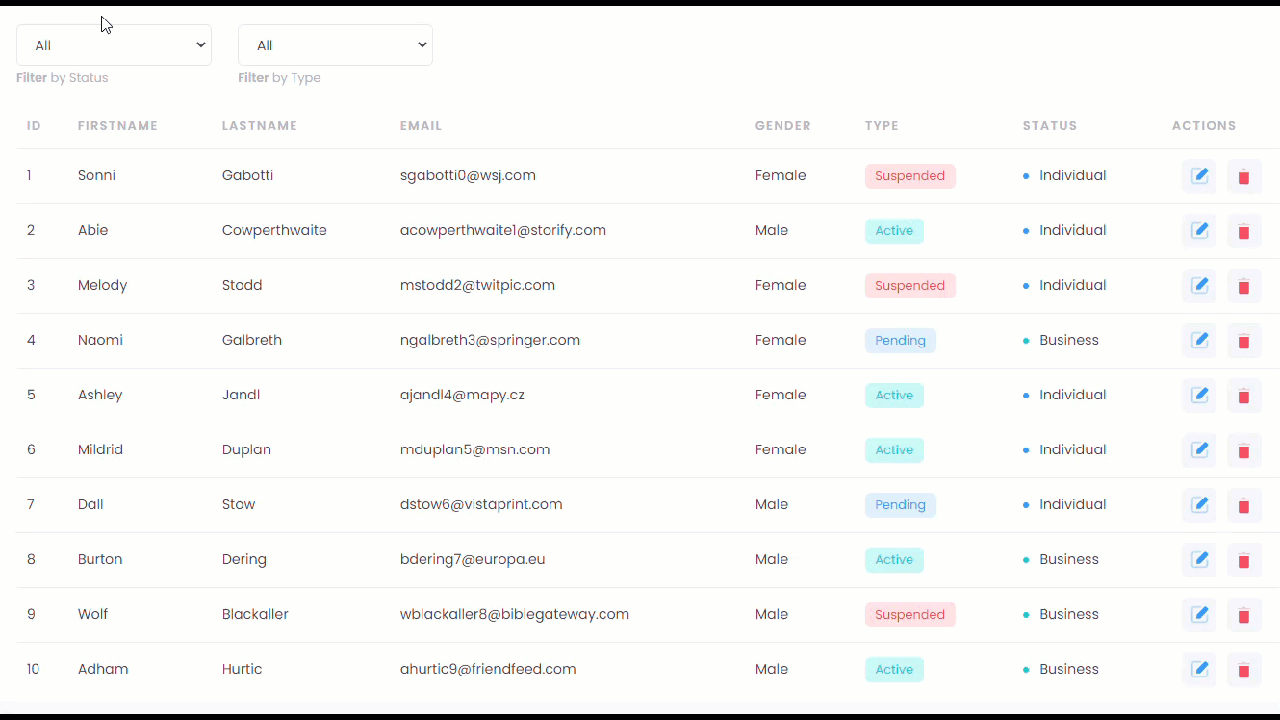 All All
Filter by Status Filter by Type
ID FIRSTNAME LASTNAME EMAIL GENDER TYPE STATUS ACTIONS
1 Sonni Gabotti sgabotti0@wsj.com Female Suspended Individual
2 Abie Cowperthwaite acowperthwaite1@storify.com Male Active Individual
3 Melody Stodd mstodd2@twitpic.com Female Suspended Individual
4 Naomi Galbreth ngalbreth3@springer.com Female Pending Business
5 Ashley Jandl ajandl4@mapy.cz Female Active Individual
6 Mildrid Duplan mduplan5@msn.com Female Active Individual
7 Dall Stow dstow6@vistaprint.com Male Pending Individual
8 Burton Dering bdering7@europa.eu Male Active Business
9 Wolf Blackaller wblackaller8@biblegateway.com Male Suspended Business
10 Adham Hurtic ahurtic9@friendfeed.com Male Active Business